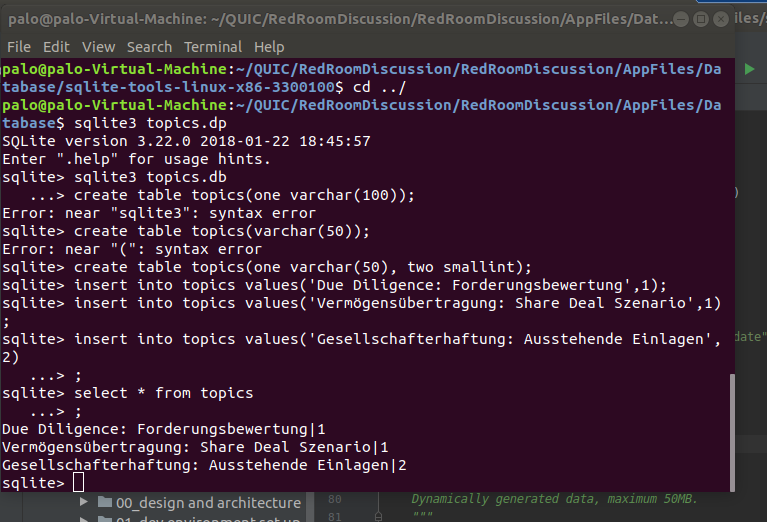 palo@palo-Virtual-Machine: ~/QUIC/RedRoomDiscussion/RedRoomDiscussion/AppFiles/Dat...
File Edit View Search Terminal Help
palo@palo-Virtual-Machine:~/QUIC/RedRoomDiscussion/RedRoomDiscussion/AppFiles/Da
tabase/sqlite-tools-linux-x86-3300100$ cd ../
palo@palo-Virtual-Machine:~/QUIC/RedRoomDiscussion/RedRoomDiscussion/AppFiles/Da
tabase$ sqlite3 topics.dp
SQLite version 3.22.0 2018-01-22 18:45:57
Enter ".help" for usage hints.
sqlite> sqlite3 topics.db
   ...> create table topics(one varchar(100));
Error: near "sqlite3": syntax error
sqlite> create table topics(varchar(50));
Error: near "(": syntax error
sqlite> create table topics(one varchar(50), two smallint);
sqlite> insert into topics values('Due Diligence: Forderungsbewertung',1);
sqlite> insert into topics values('Vermögensübertragung: Share Deal Szenario',1)
;
sqlite> insert into topics values('Gesellschafterhaftung: Ausstehende Einlagen',
2)
   ...> ;
sqlite> select * from topics
   ...> ;
Due Diligence: Forderungsbewertung|1
Vermögensübertragung: Share Deal Szenario|1
Gesellschafterhaftung: Ausstehende Einlagen|2
sqlite>
iles/s
)
date"
00_design and architecture
80
Dynamically generated data, maximum 50MB.
81
"""